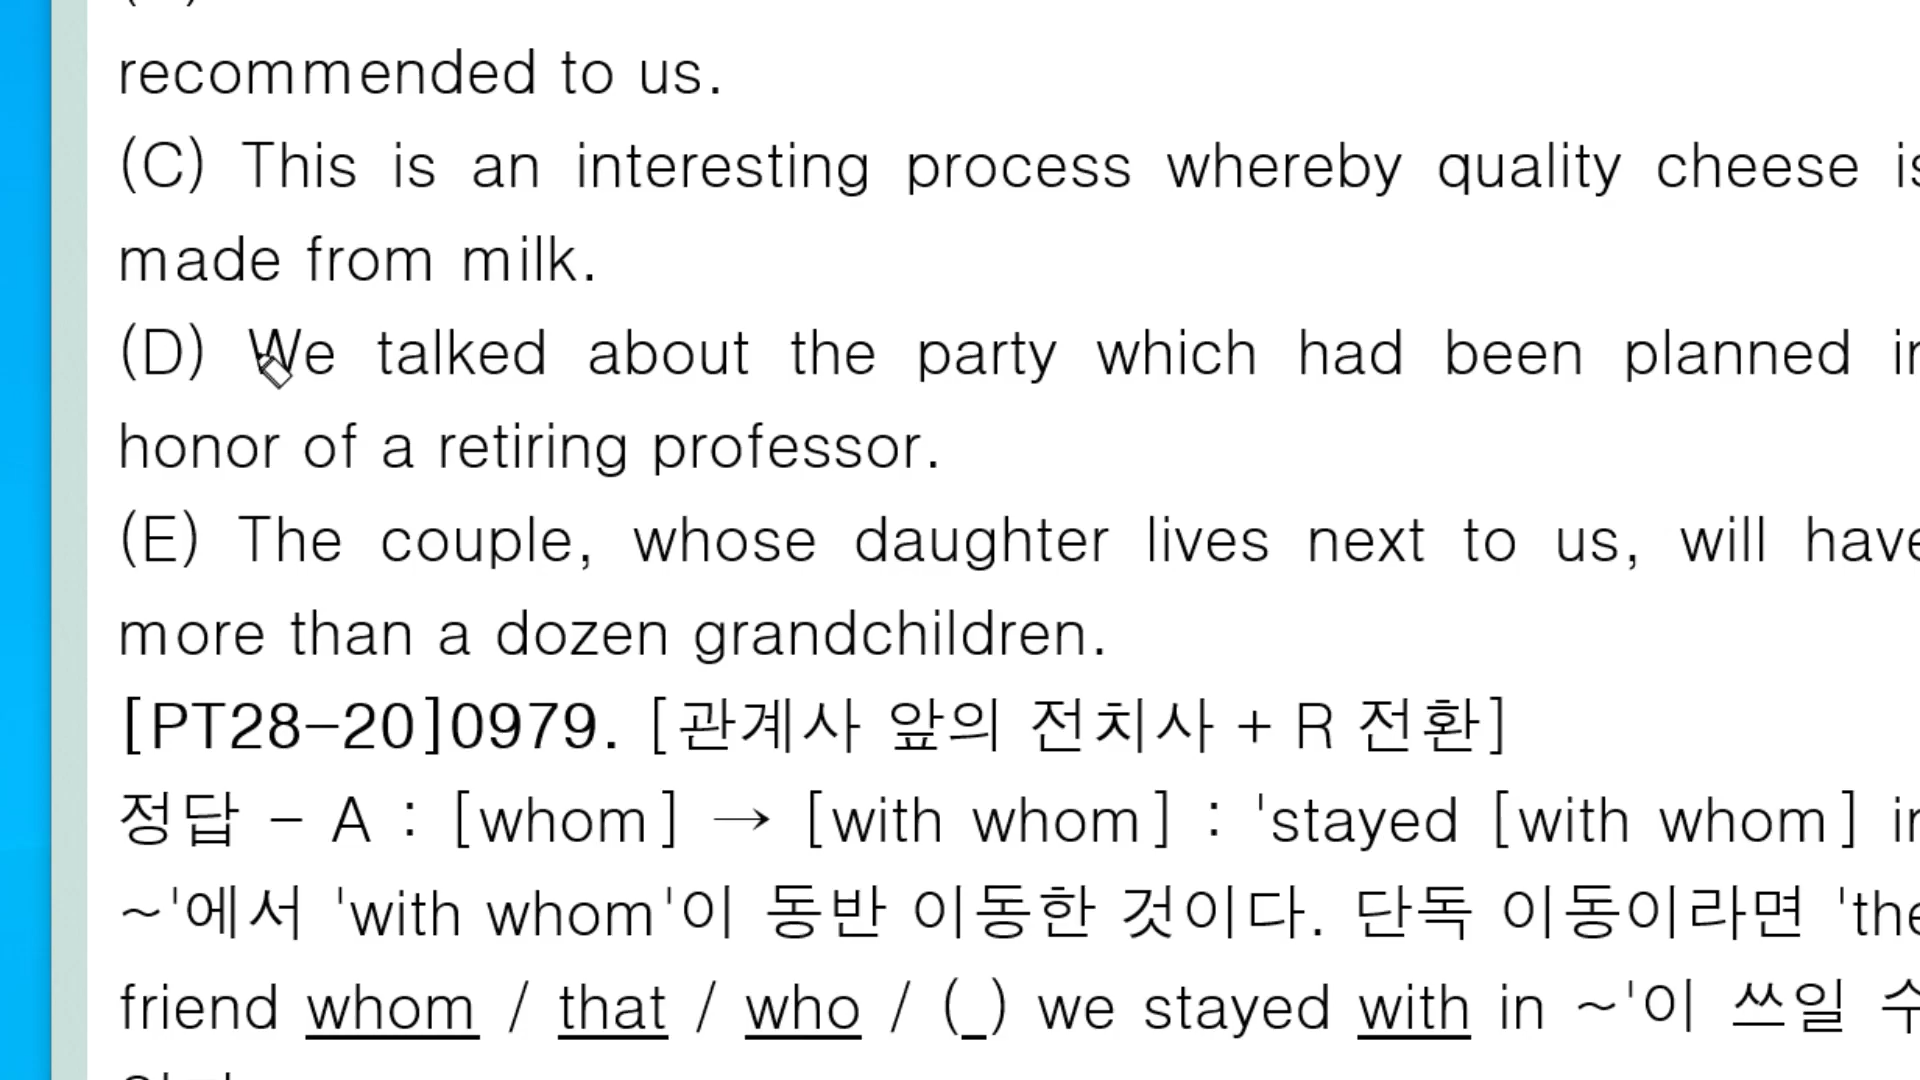 recommended to us.
(C) This is an interesting process whereby quality cheese is
made from milk.
(D) We talked about the party which had been planned in
honor of a retiring professor.
(E) The couple, whose daughter lives next to us, will have
more than a dozen grandchildren.
[PT28-20]0979. [관계사 앞의 전치사 + R 전환]
정답 - A : [whom] → [with whom] : 'stayed [with whom] in
~'에서 'with whom'이 동반 이동한 것이다. 단독 이동이라면 'the
friend whom / that / who / (_) we stayed with in ~'이 쓰일 수